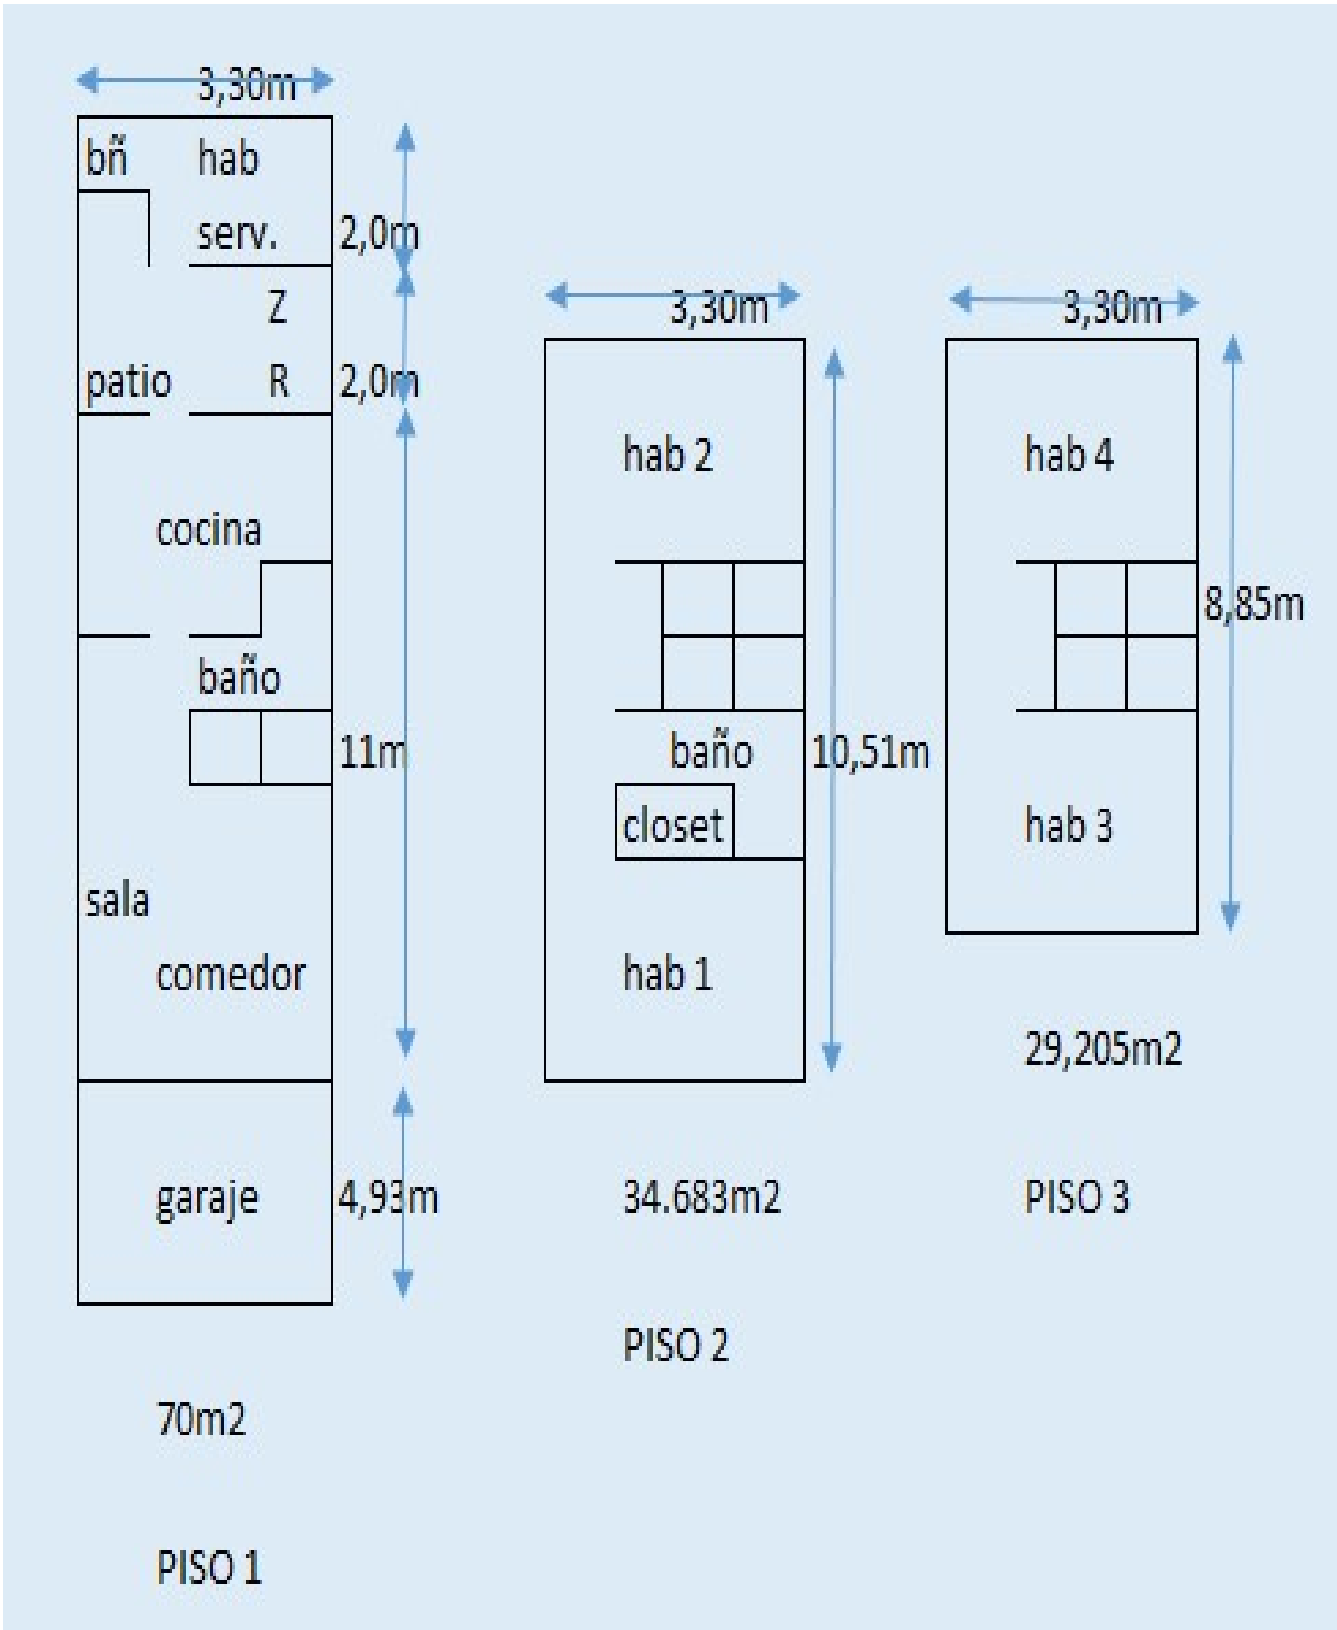 3,30m
bñ hab
serv. 2,0m
Z
patio R 2,0m
cocina
baño
11m
sala
comedor
garaje 4,93m
70m2
PISO 1
3,30m
hab 2
baño 10,51m
closet
hab 1
34.683m2
PISO 2
3,30m
hab 4
8,85m
hab 3
29,205m2
PISO 3